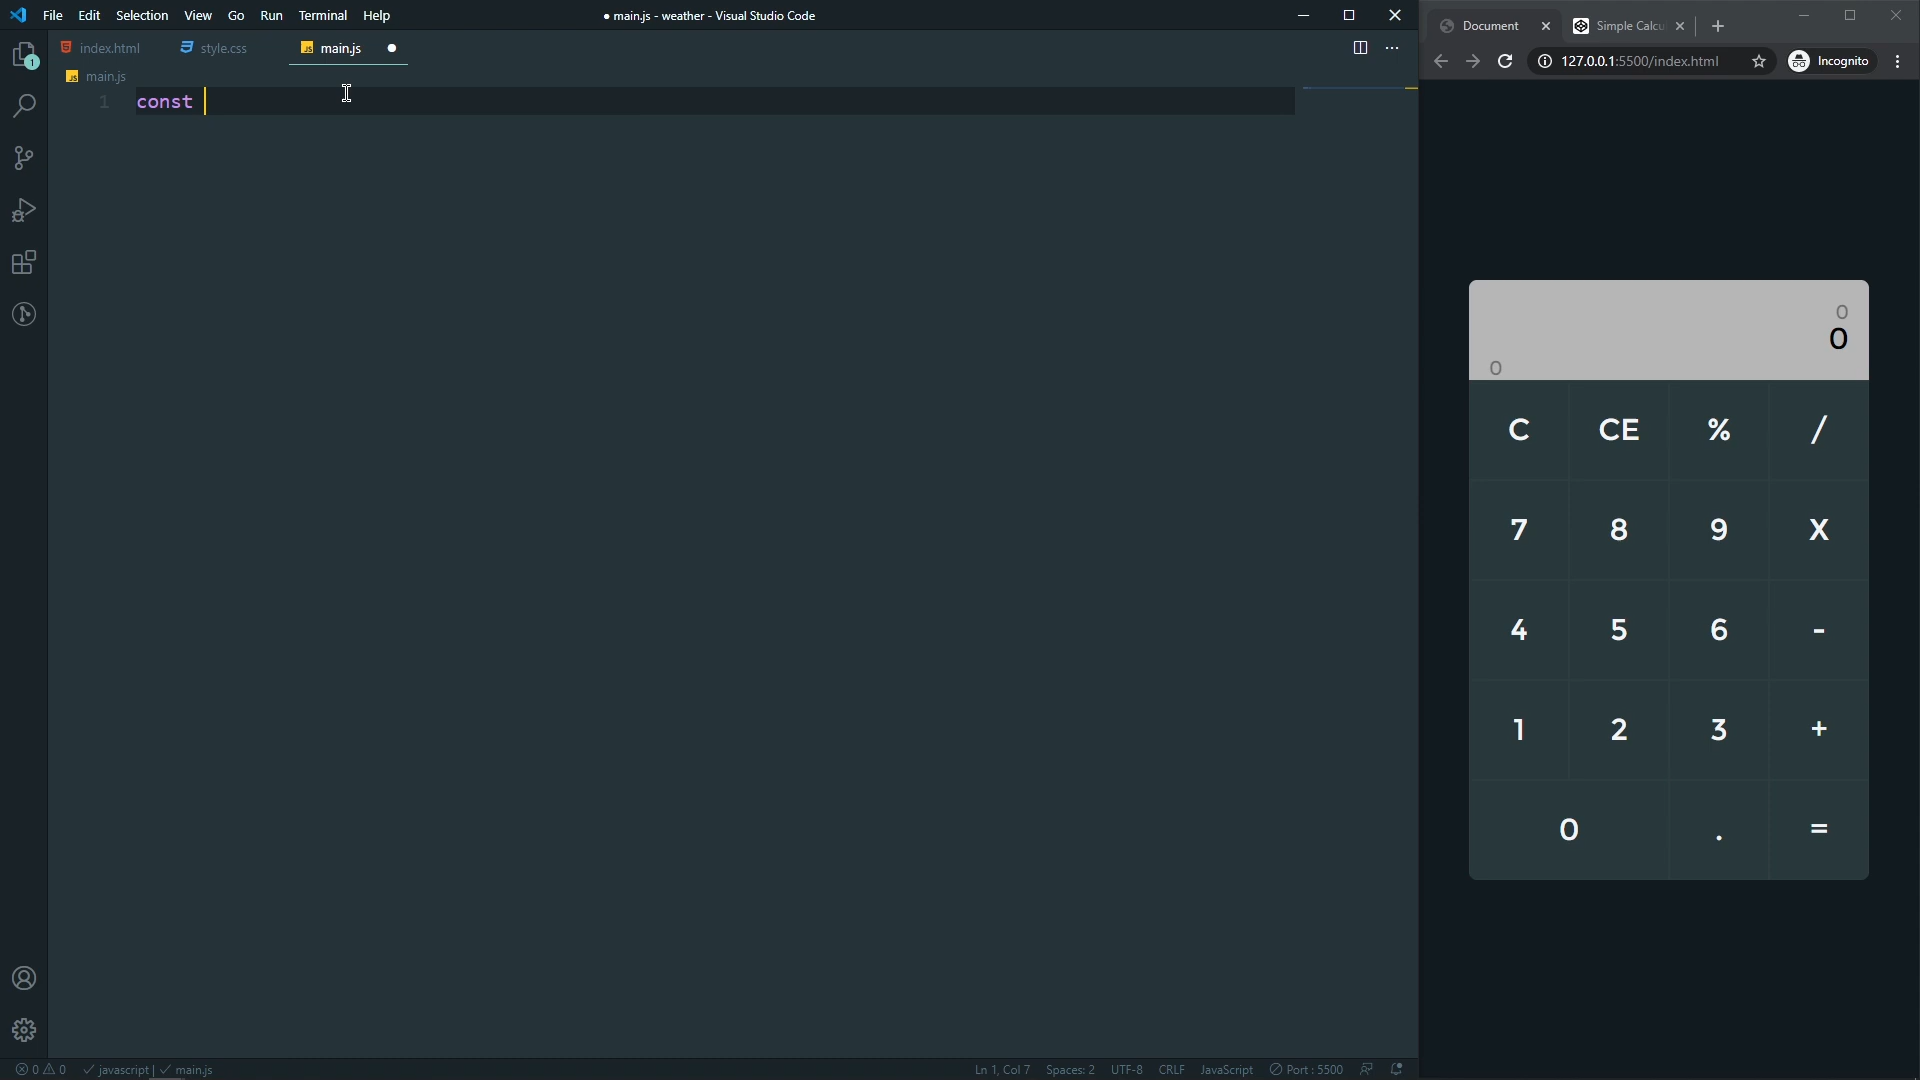 File Edit Selection View Go Run Terminal Help
● main.js - weather - Visual Studio Code
index.html style.css JS main.js ●
JS main.js
1
const
1
0 0 javascript | main.js
Ln 1, Col 7 Spaces: 2 UTF-8 CRLF JavaScript Port : 5500
Document Simple Calcu
127.0.0.1:5500/index.html Incognito
0
0
0
C CE % /
7 8 9 X
4 5 6 -
1 2 3 +
0 . =